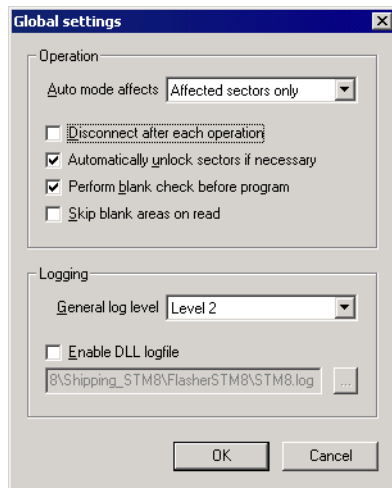 Global settings
Operation
Auto mode affects Affected sectors only
Disconnect after each operation
Automatically unlock sectors if necessary
Perform blank check before program
Skip blank areas on read
Logging
General log level Level 2
Enable DLL logfile
8\Shipping_STM8\FlasherSTM8\STM8.log ...
OK Cancel